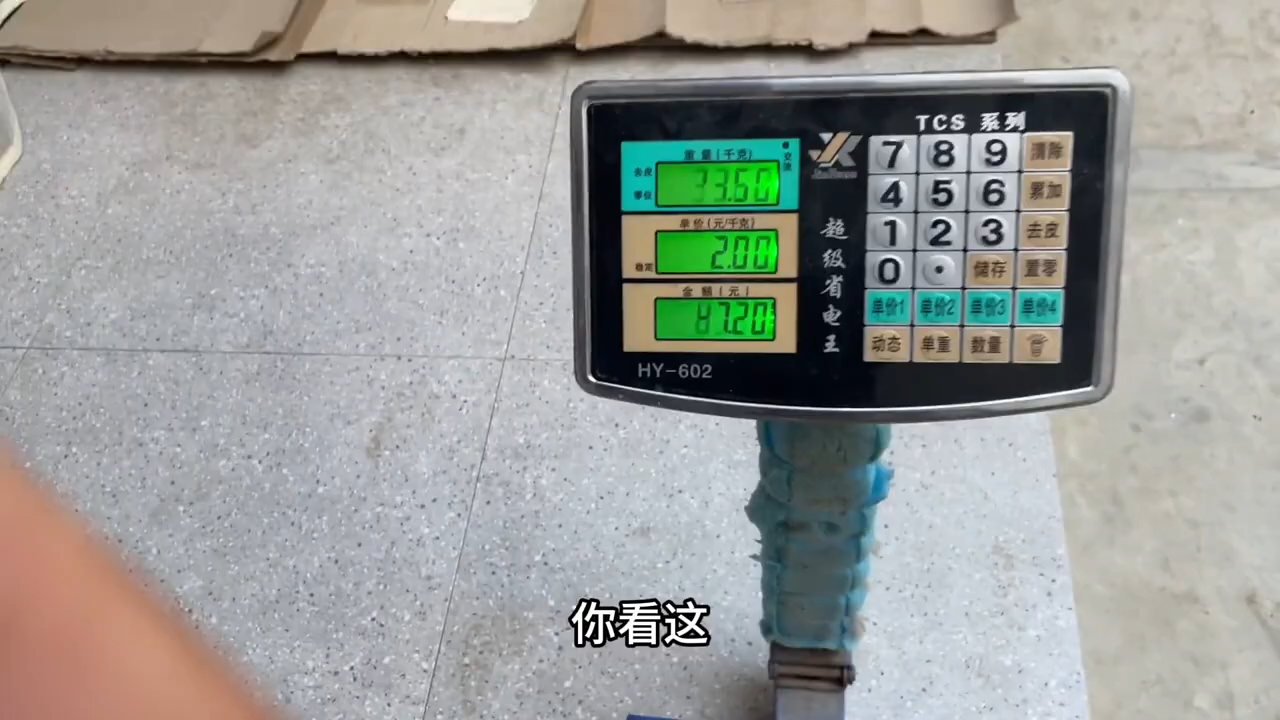 TCS 系列
重量(千克)
交流
去皮
零位
33.60
单价(元/千克)
稳定
2.00
金额(元)
67.20
HY-602
超级省电王
7 8 9 清除
4 5 6 累加
1 2 3 去皮
0 . 储存 置零
单价1 单价2 单价3 单价4
动态 单重 数量
你看这